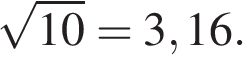 √10 = 3, 16.